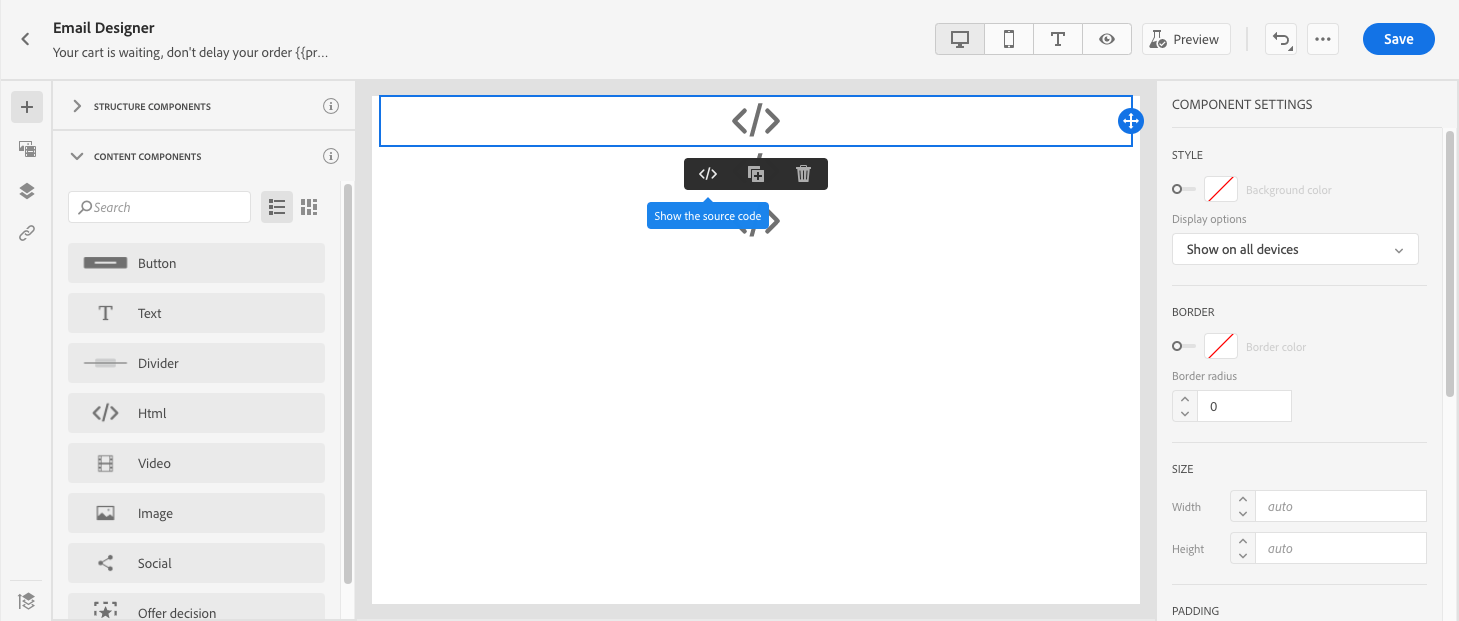 Email Designer
Your cart is waiting, don't delay your order {{pr...
Preview
Save
STRUCTURE COMPONENTS
CONTENT COMPONENTS
Search
Button
Text
Divider
Html
Video
Image
Social
Offer decision
Show the source code
COMPONENT SETTINGS
STYLE
Background color
Display options
Show on all devices
BORDER
Border color
Border radius
0
SIZE
Width
auto
Height
auto
PADDING